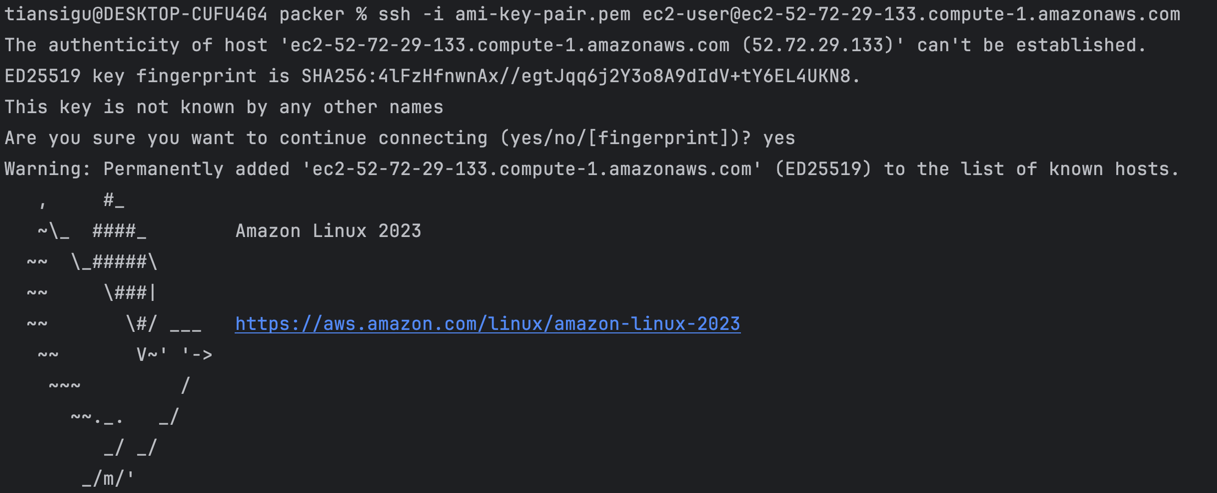 tiansigu@DESKTOP-CUFU4G4 packer % ssh -i ami-key-pair.pem ec2-user@ec2-52-72-29-133.compute-1.amazonaws.com
The authenticity of host 'ec2-52-72-29-133.compute-1.amazonaws.com (52.72.29.133)' can't be established.
ED25519 key fingerprint is SHA256:4lFzHfnwnAx//egtJqq6j2Y3o8A9dIdV+tY6EL4UKN8.
This key is not known by any other names
Are you sure you want to continue connecting (yes/no/[fingerprint])? yes
Warning: Permanently added 'ec2-52-72-29-133.compute-1.amazonaws.com' (ED25519) to the list of known hosts.
   ,     #_
   ~\_  ####_        Amazon Linux 2023
  ~~  \_#####\
  ~~     \###|
  ~~       \#/ ___   https://aws.amazon.com/linux/amazon-linux-2023
   ~~       V~' '->
    ~~~         /
      ~~._.   _/
         _/ _/
       _/m/'